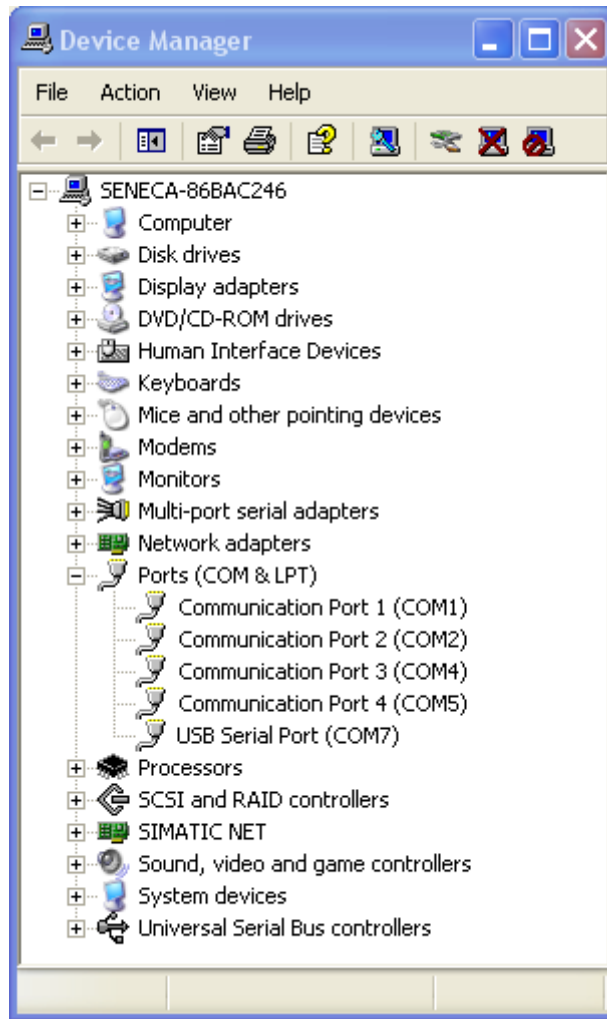 Device Manager
File Action View Help
SENECA-86BAC246
Computer
Disk drives
Display adapters
DVD/CD-ROM drives
Human Interface Devices
Keyboards
Mice and other pointing devices
Modems
Monitors
Multi-port serial adapters
Network adapters
Ports (COM & LPT)
Communication Port 1 (COM1)
Communication Port 2 (COM2)
Communication Port 3 (COM4)
Communication Port 4 (COM5)
USB Serial Port (COM7)
Processors
SCSI and RAID controllers
SIMATIC NET
Sound, video and game controllers
System devices
Universal Serial Bus controllers